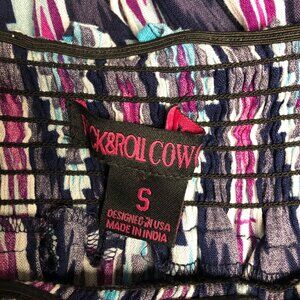 CK&ROLL COW
S
DESIGNED IN USA
MADE IN INDIA